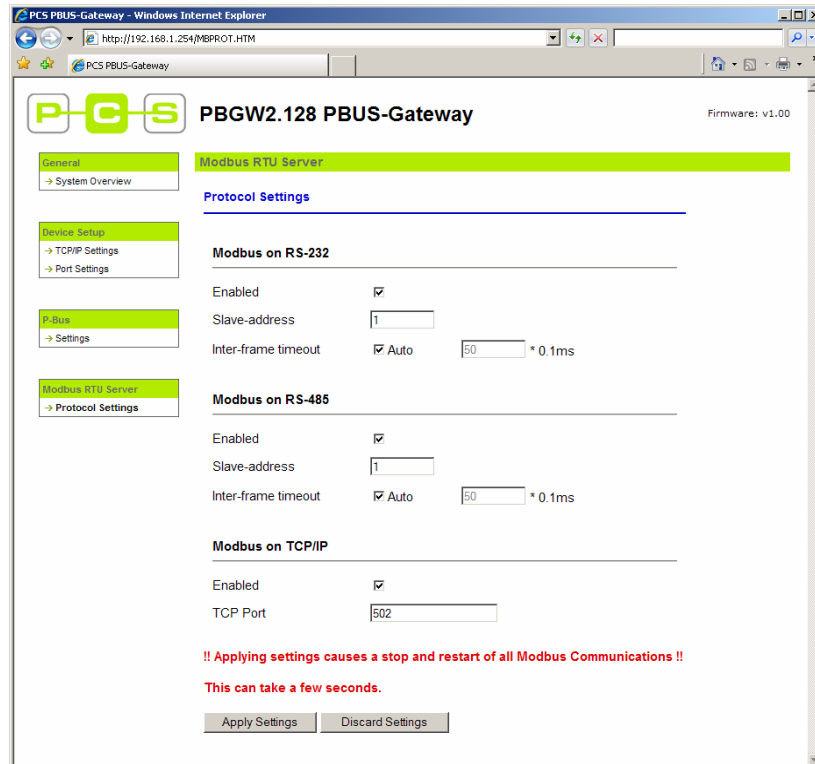 PCS PBUS-Gateway - Windows Internet Explorer
http://192.168.1.254/MBPROT.HTM
PCS PBUS-Gateway
P C S
PBGW2.128 PBUS-Gateway
Firmware: v1.00
General
→ System Overview
Device Setup
→ TCP/IP Settings
→ Port Settings
P-Bus
→ Settings
Modbus RTU Server
→ Protocol Settings
Modbus RTU Server
Protocol Settings
Modbus on RS-232
Enabled
Slave-address 1
Inter-frame timeout Auto 50 * 0.1ms
Modbus on RS-485
Enabled
Slave-address 1
Inter-frame timeout Auto 50 * 0.1ms
Modbus on TCP/IP
Enabled
TCP Port 502
!! Applying settings causes a stop and restart of all Modbus Communications !!
This can take a few seconds.
Apply Settings Discard Settings